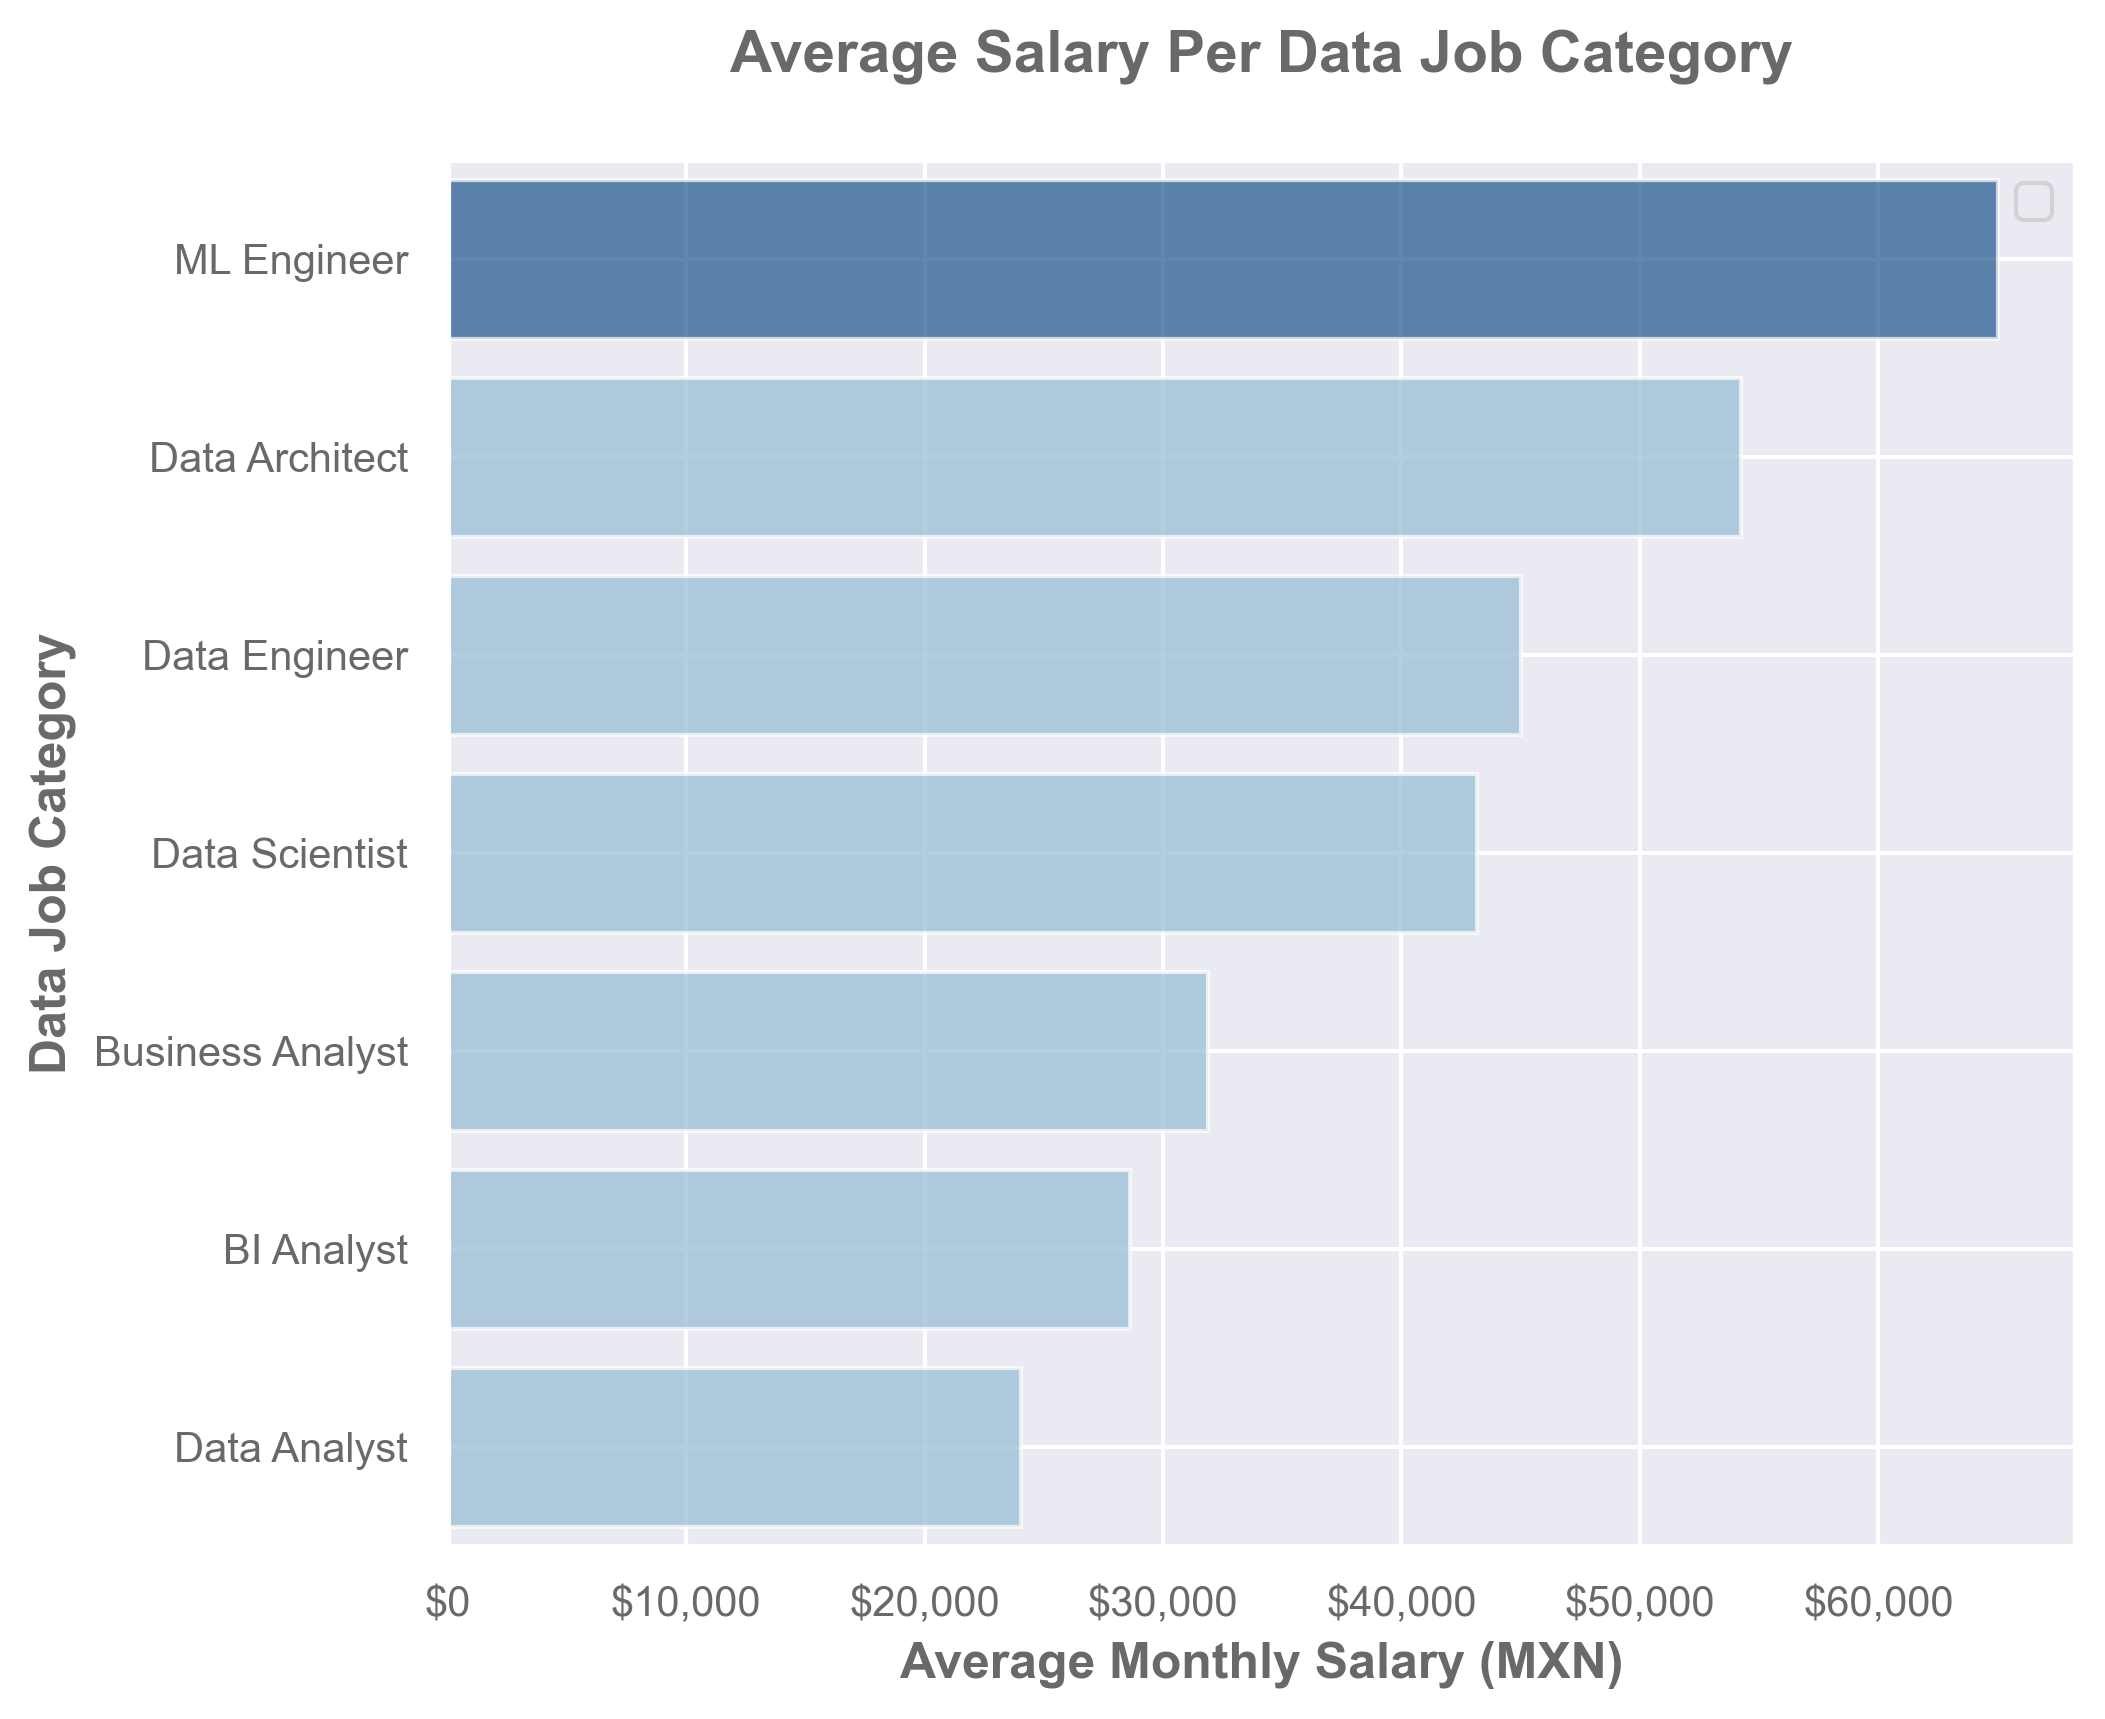 Average Salary Per Data Job Category
ML Engineer
Data Architect
Data Engineer
Data Scientist
Business Analyst
BI Analyst
Data Analyst
Data Job Category
$0 $10,000 $20,000 $30,000 $40,000 $50,000 $60,000
Average Monthly Salary (MXN)